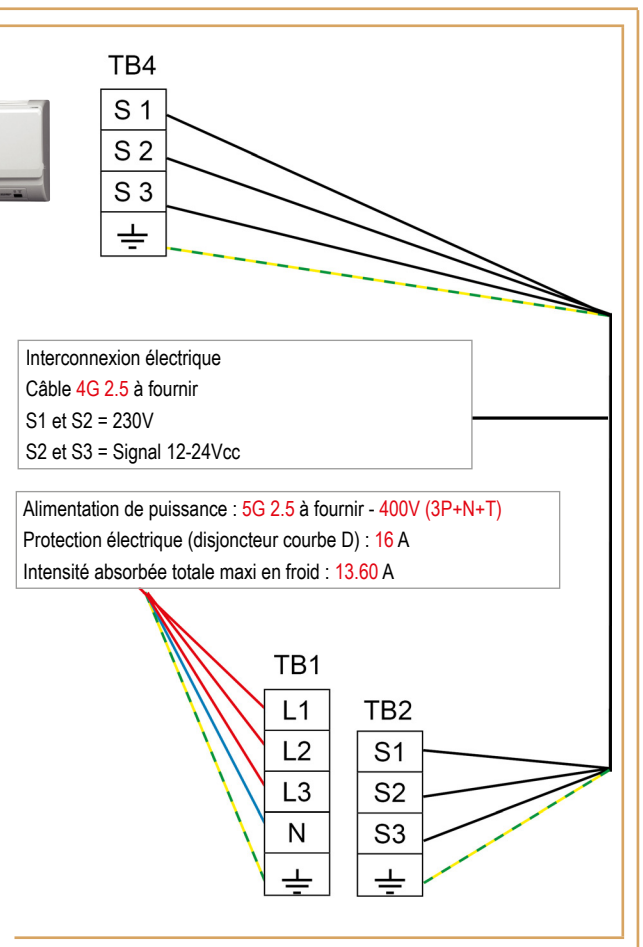 TB4
S 1
S 2
S 3
Interconnexion électrique
Câble 4G 2.5 à fournir
S1 et S2 = 230V
S2 et S3 = Signal 12-24Vcc
Alimentation de puissance : 5G 2.5 à fournir - 400V (3P+N+T)
Protection électrique (disjoncteur courbe D) : 16 A
Intensité absorbée totale maxi en froid : 13.60 A
TB1
L1
L2
L3
N
TB2
S1
S2
S3